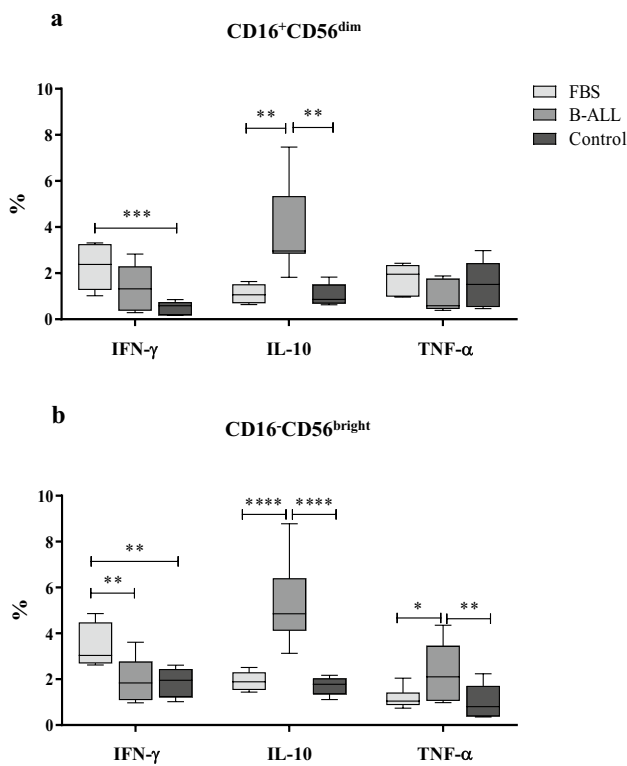 a
CD16⁺CD56ᵈⁱᵐ
FBS
B-ALL
Control
%
10
8
6
4
2
0
***
**
**
IFN-γ
IL-10
TNF-α
b
CD16⁻CD56ᵇʳⁱᵍʰᵗ
%
10
8
6
4
2
0
**
**
****
****
*
**
IFN-γ
IL-10
TNF-α